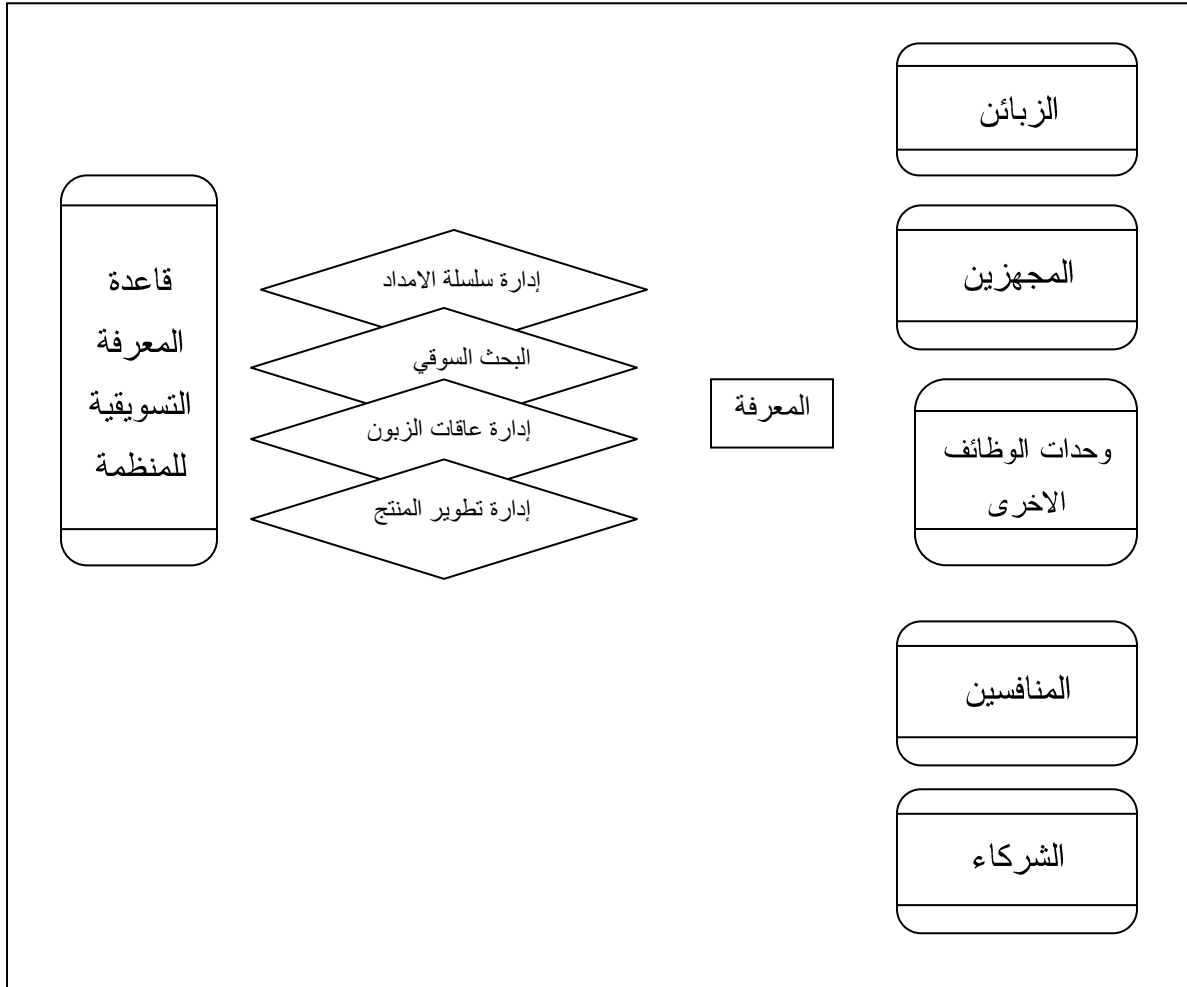 الزبائن
المجهزين
وحدات الوظائف
الاخرى
المنافسين
الشركاء
المعرفة
إدارة سلسلة الامداد
البحث السوقي
إدارة عاقات الزبون
إدارة تطوير المنتج
قاعدة
المعرفة
التسويقية
للمنظمة